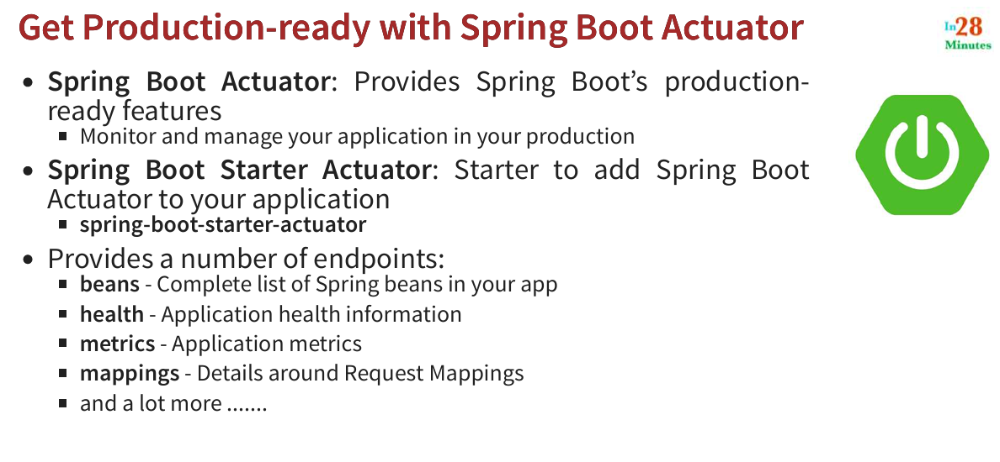 Get Production-ready with Spring Boot Actuator
In28
Minutes
• Spring Boot Actuator: Provides Spring Boot’s production-
ready features
▪ Monitor and manage your application in your production
• Spring Boot Starter Actuator: Starter to add Spring Boot
Actuator to your application
▪ spring-boot-starter-actuator
• Provides a number of endpoints:
▪ beans - Complete list of Spring beans in your app
▪ health - Application health information
▪ metrics - Application metrics
▪ mappings - Details around Request Mappings
▪ and a lot more .......